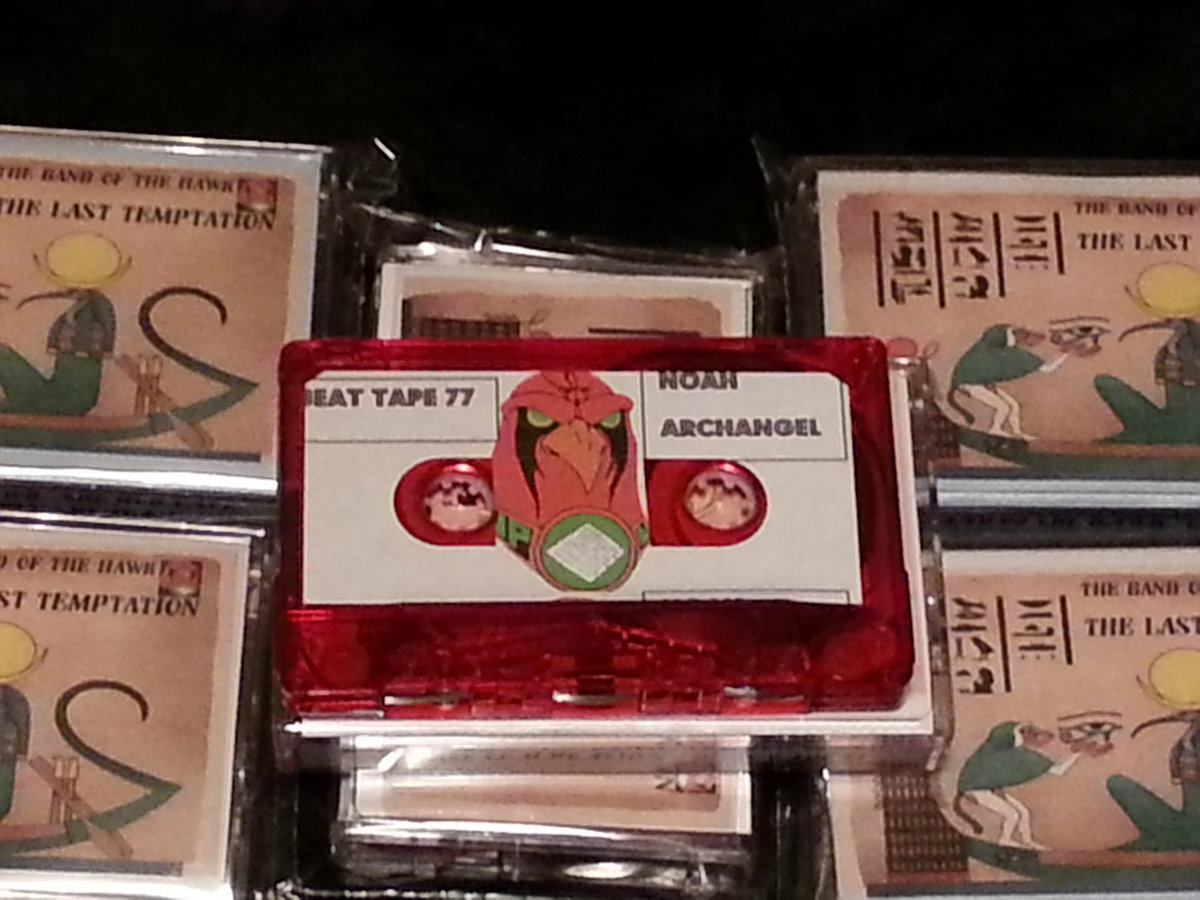 THE BAND OF THE HAWK
THE LAST TEMPTATION
THE BAND OF
THE LAST
BEAT TAPE 77
NOAH
ARCHANGEL
D OF THE HAWK
ST TEMPTATION
THE BAND O
THE LAST